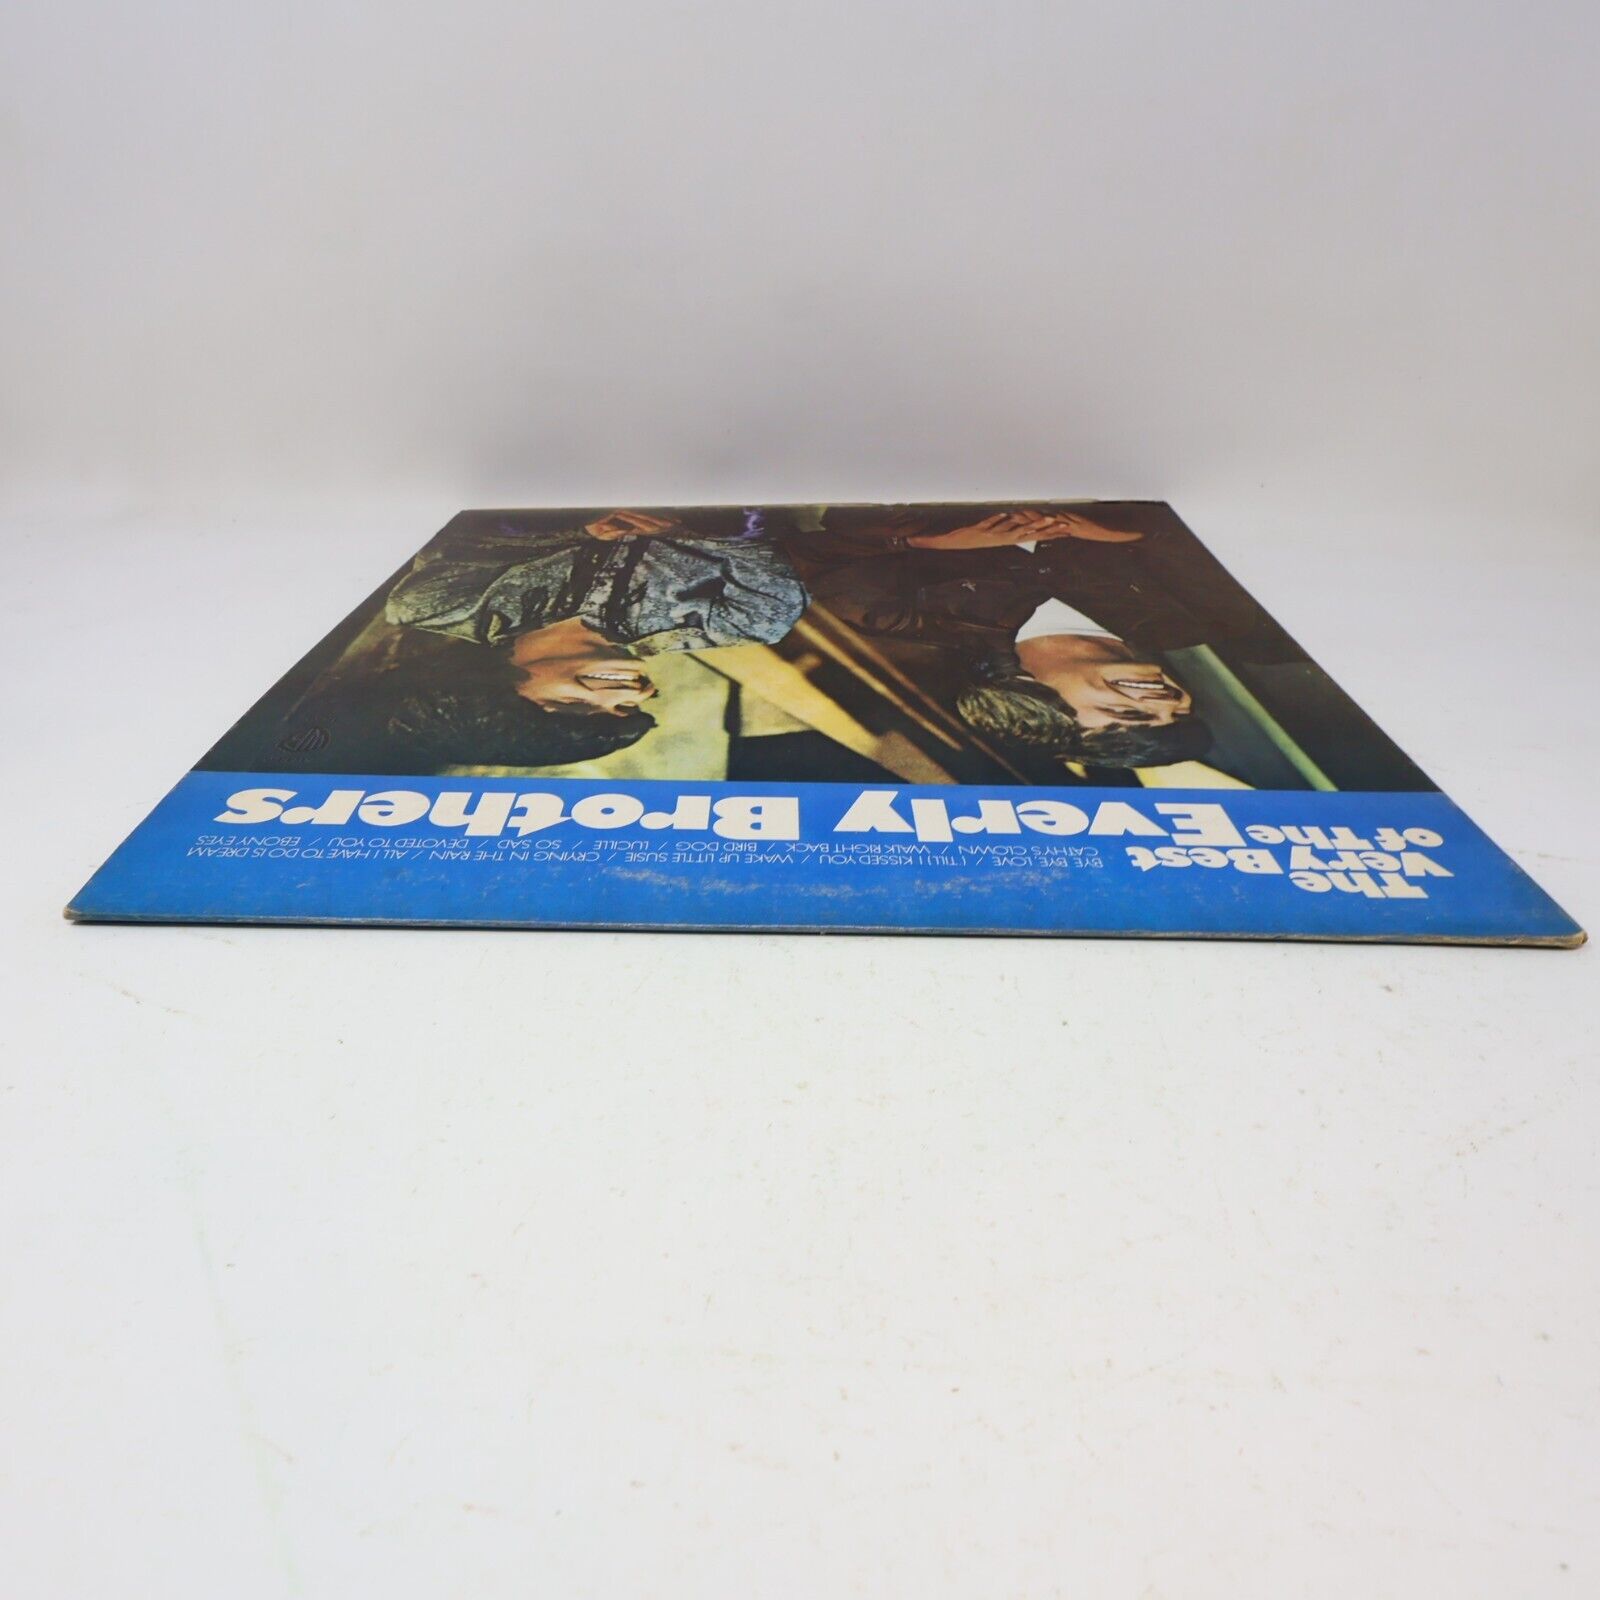 The
Very Best
of The
Everly Brothers
BYE BYE, LOVE / ('TILL) I KISSED YOU / WAKE UP LITTLE SUSIE / CRYING IN THE RAIN / ALL I HAVE TO DO IS DREAM
CATHY'S CLOWN / WALK RIGHT BACK / BIRD DOG / LUCILLE / SO SAD / DEVOTED TO YOU / EBONY EYES